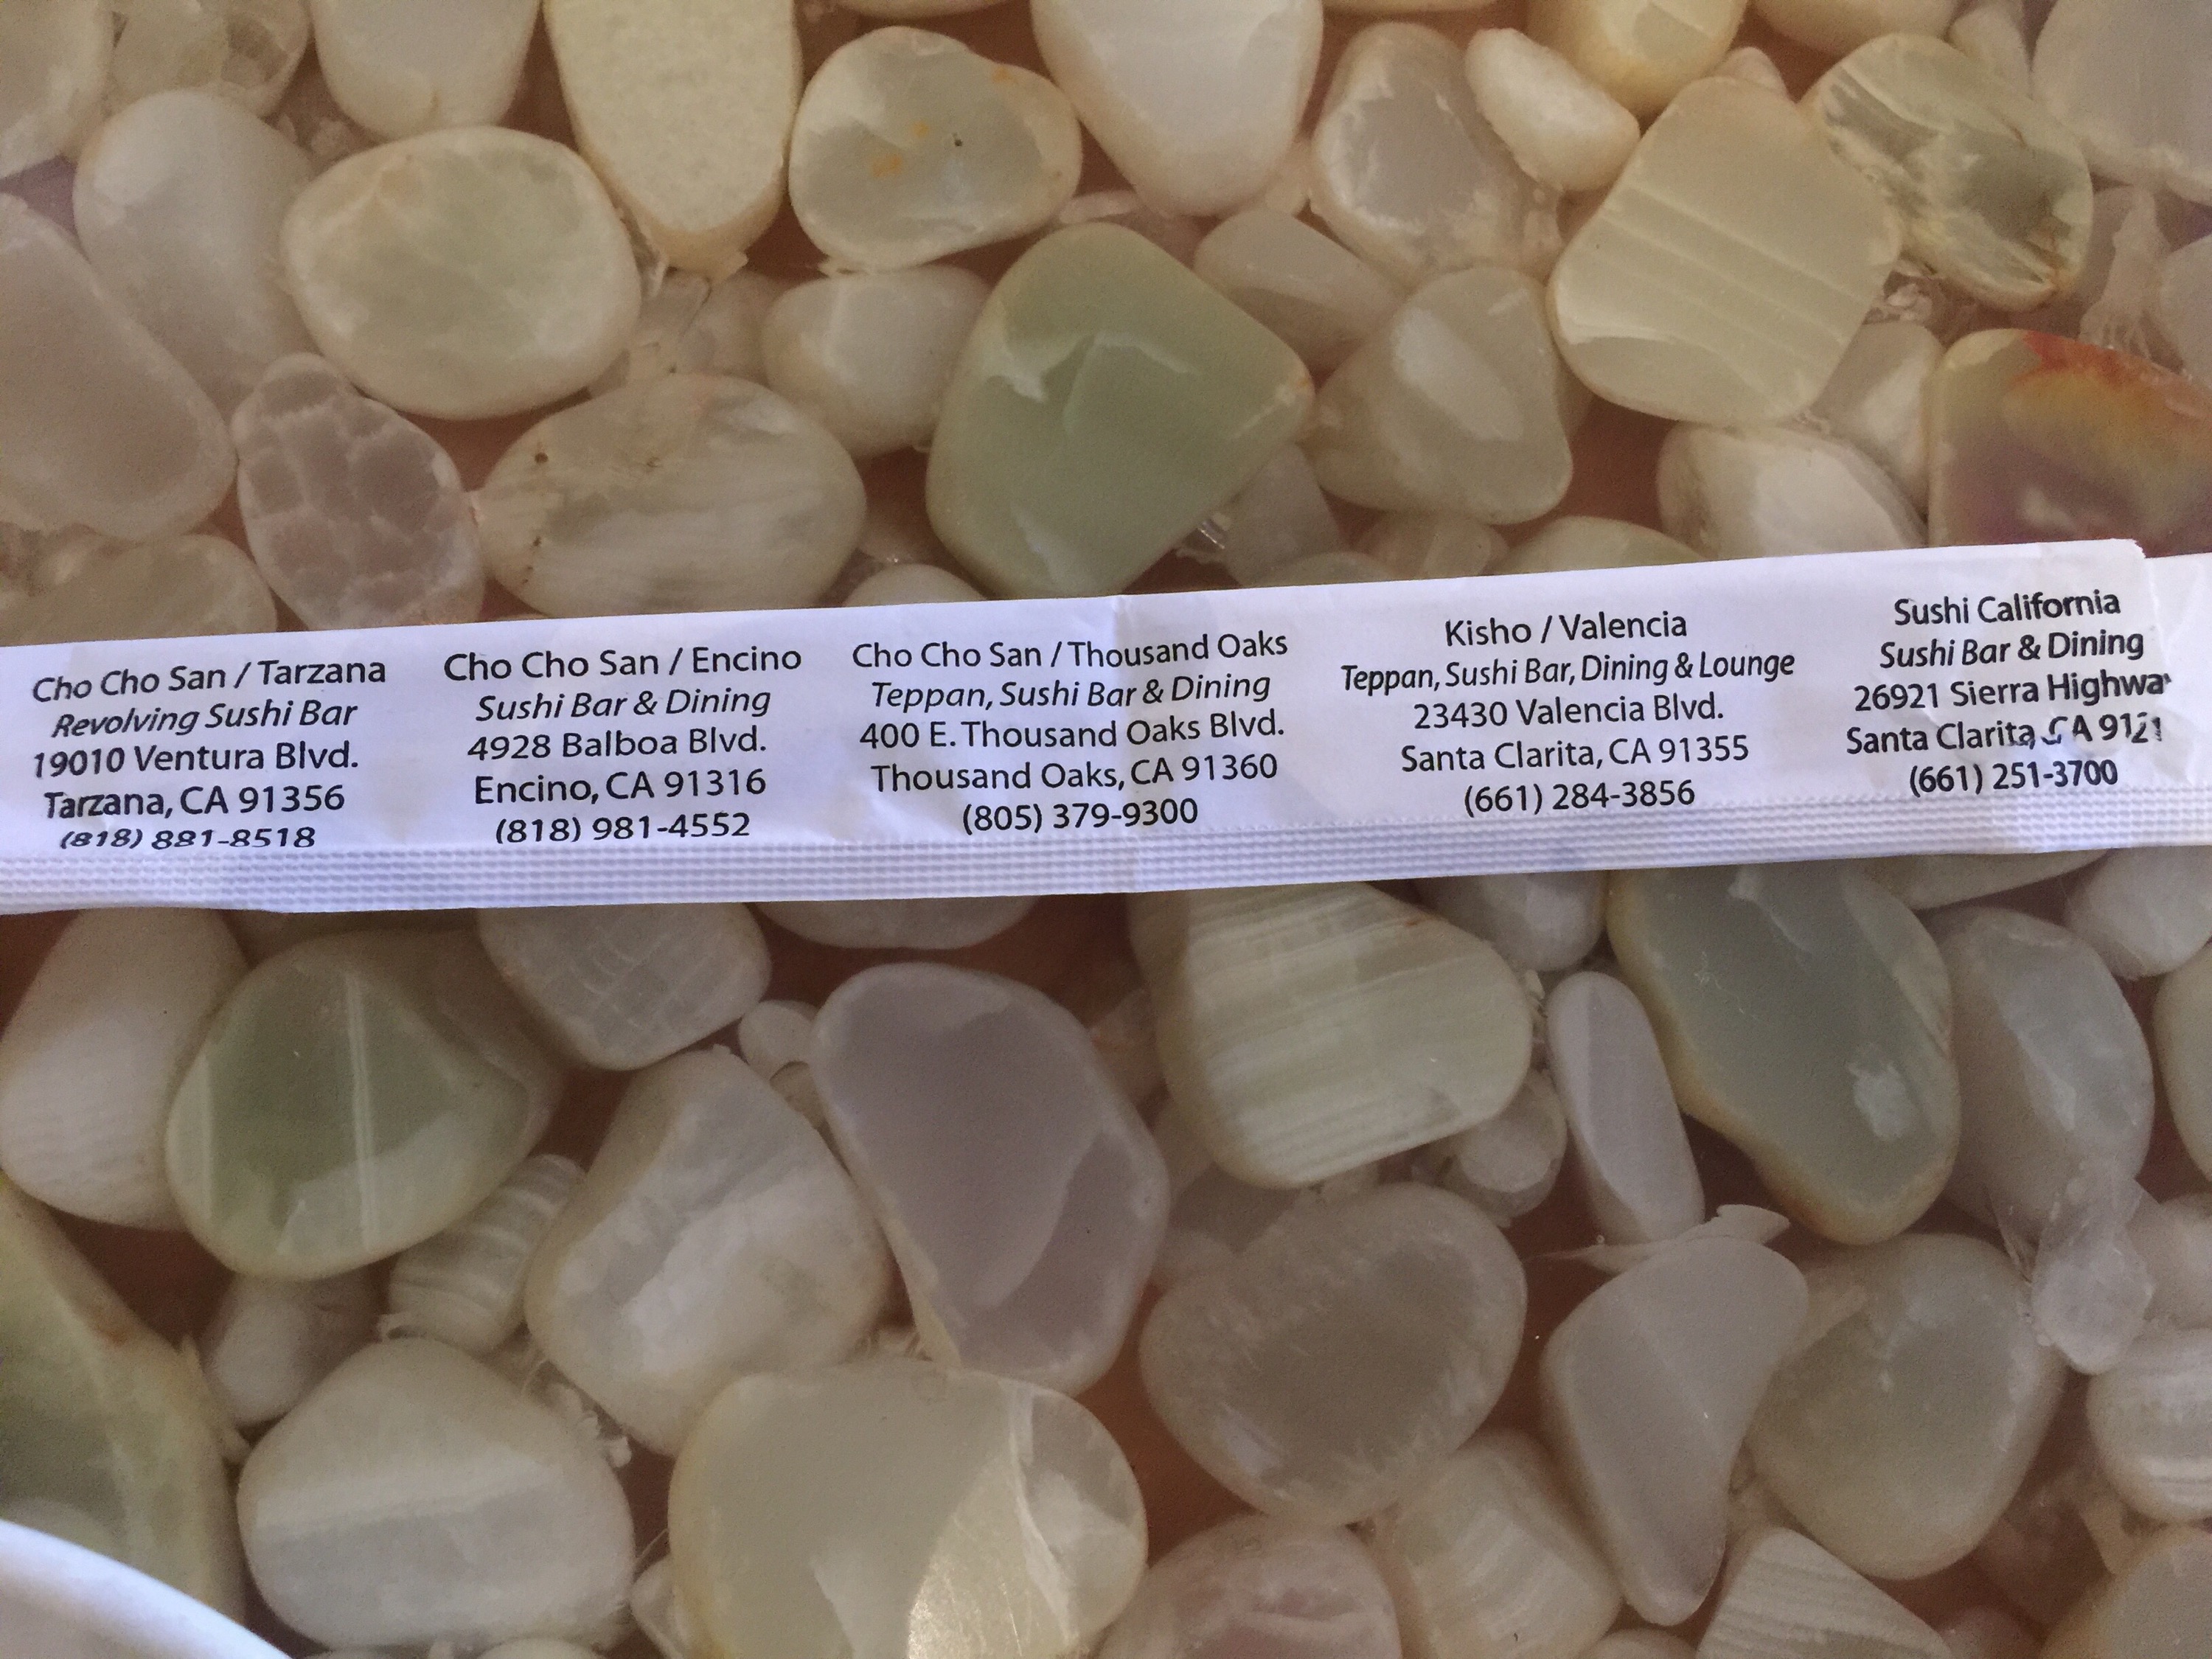 Cho Cho San / Tarzana
Revolving Sushi Bar
19010 Ventura Blvd.
Tarzana, CA 91356
(818) 881-8518
Cho Cho San / Encino
Sushi Bar & Dining
4928 Balboa Blvd.
Encino, CA 91316
(818) 981-4552
Cho Cho San / Thousand Oaks
Teppan, Sushi Bar & Dining
400 E. Thousand Oaks Blvd.
Thousand Oaks, CA 91360
(805) 379-9300
Kisho / Valencia
Teppan, Sushi Bar, Dining & Lounge
23430 Valencia Blvd.
Santa Clarita, CA 91355
(661) 284-3856
Sushi California
Sushi Bar & Dining
26921 Sierra Highwa
Santa Clarita, CA
(661) 251-3700